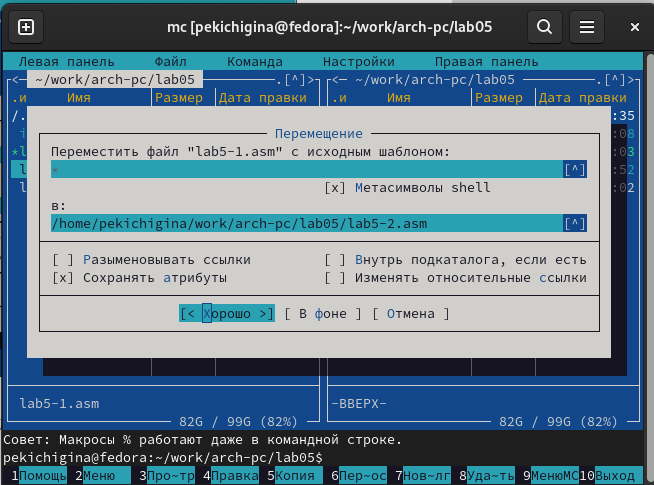 mc [pekichigina@fedora]:~/work/arch-pc/lab05
Левая панель Файл Команда Настройки Правая панель
<— ~/work/arch-pc/lab05 .[^]> <— ~/work/arch-pc/lab05 .[^]>
.и Имя Размер Дата правки .и Имя Размер Дата правки
/. :35
:08
*l :03
l :52
l :02
Перемещение
Переместить файл "lab5-1.asm" с исходным шаблоном:
* [^]
[x] Метасимволы shell
в:
/home/pekichigina/work/arch-pc/lab05/lab5-2.asm [^]
[ ] Разыменовывать ссылки [ ] Внутрь подкаталога, если есть
[x] Сохранять атрибуты [ ] Изменять относительные ссылки
[< Хорошо >] [ В фоне ] [ Отмена ]
lab5-1.asm -ВВЕРХ-
82G / 99G (82%) 82G / 99G (82%)
Совет: Макросы % работают даже в командной строке.
pekichigina@fedora:~/work/arch-pc/lab05$
1Помощь 2Меню 3Про~тр 4Правка 5Копия 6Пер~ос 7Нов~лг 8Уда~ть 9МенюMC 10Выход